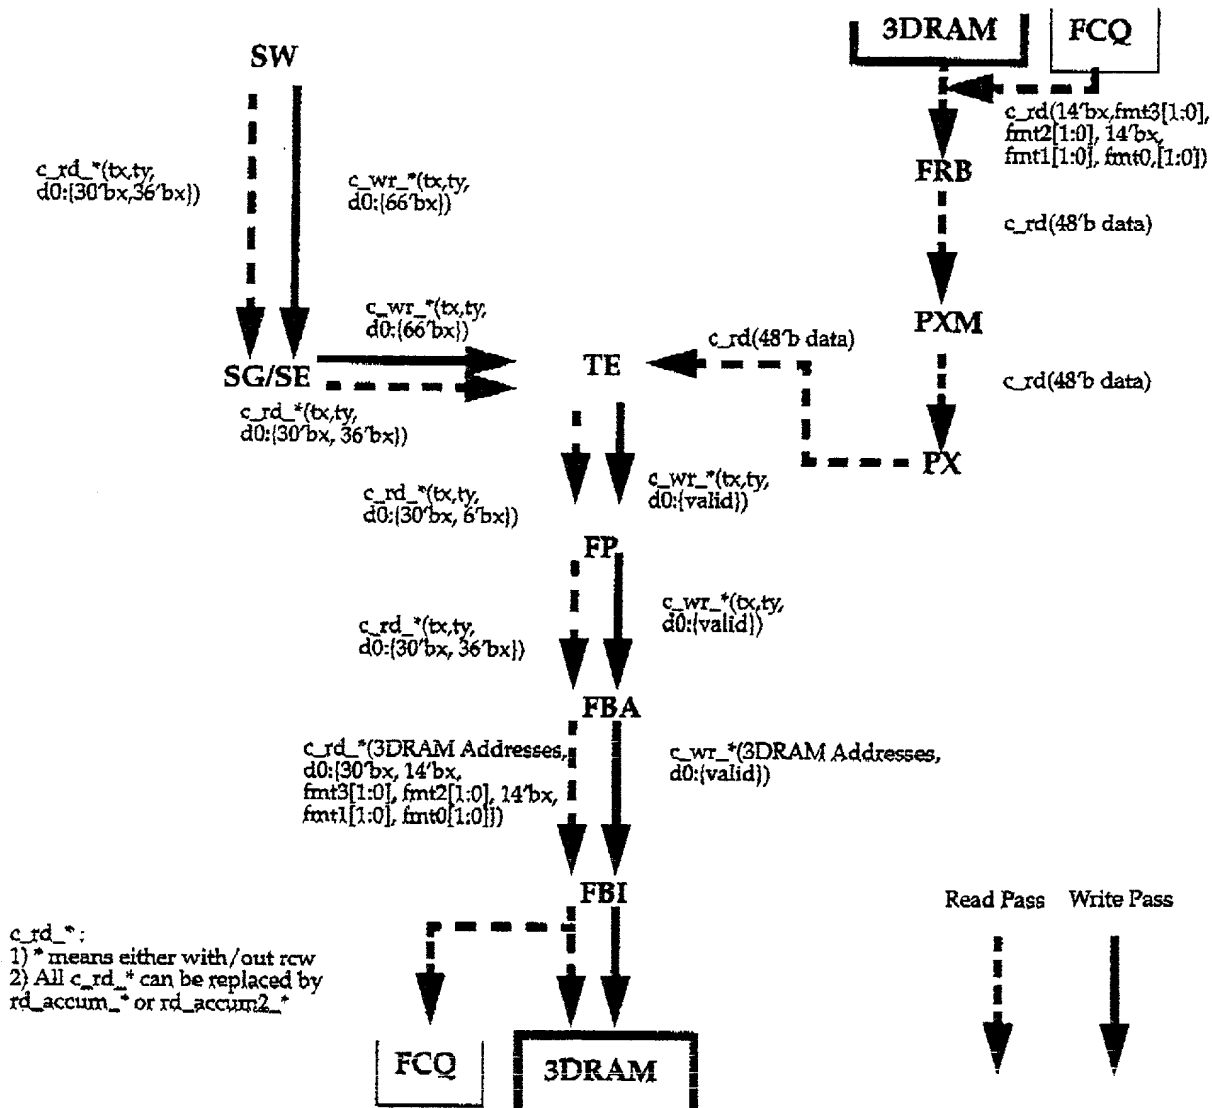 SW
3DRAM
FCQ
c_rd(14'bx,fmt3[1:0],
fmt2[1:0], 14'bx,
fmt1[1:0], fmt0,[1:0])
FRB
c_rd_*(tx,ty,
d0:{30'bx,36'bx})
c_wr_*(tx,ty,
d0:{66'bx})
c_rd(48'b data)
PXM
c_wr_*(tx,ty,
d0:{66'bx})
c_rd(48'b data)
SG/SE
TE
c_rd(48'b data)
c_rd_*(tx,ty,
d0:{30'bx, 36'bx})
PX
c_rd_*(tx,ty,
d0:{30'bx, 6'bx})
c_wr_*(tx,ty,
d0:{valid})
FP
c_rd_*(tx,ty,
d0:{30'bx, 36'bx})
c_wr_*(tx,ty,
d0:{valid})
FBA
c_rd_*(3DRAM Addresses,
d0:{30'bx, 14'bx,
fmt3[1:0], fmt2[1:0], 14'bx,
fmt1[1:0], fmt0[1:0]})
c_wr_*(3DRAM Addresses,
d0:{valid})
FBI
Read Pass
Write Pass
c_rd_* :
1) * means either with/out rcw
2) All c_rd_* can be replaced by
rd_accum_* or rd_accum2_*
FCQ
3DRAM